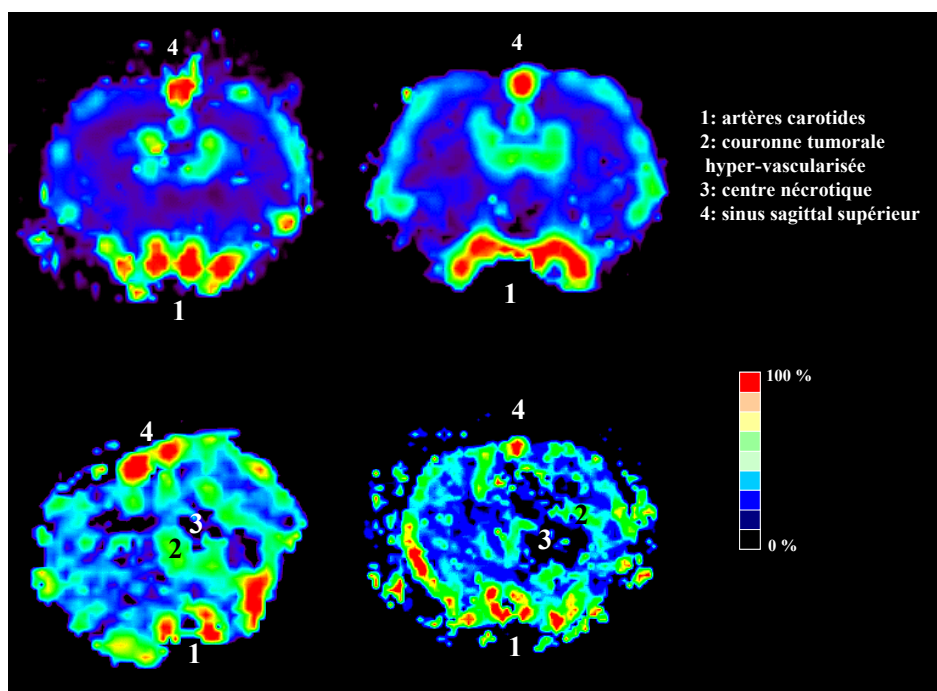 4
4
1: artères carotides
2: couronne tumorale
hyper-vascularisée
3: centre nécrotique
4: sinus sagittal supérieur
1
1
100 %
4
4
3
2
2
3
0 %
1
1